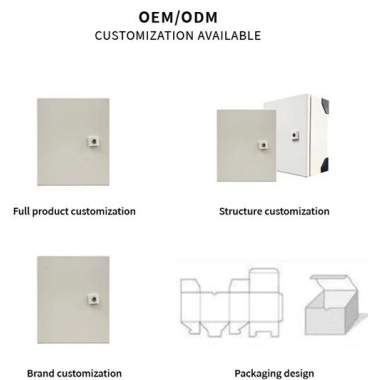 OEM/ODM
CUSTOMIZATION AVAILABLE
Full product customization
Structure customization
Brand customization
Packaging design